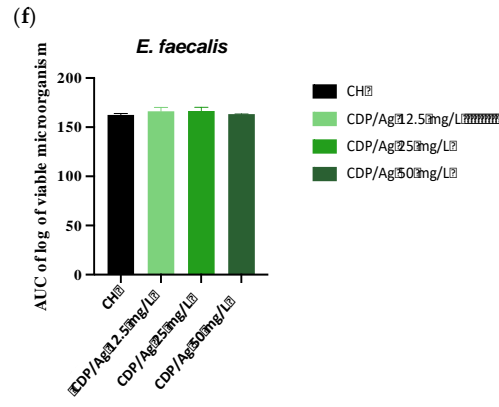 (f)
E. faecalis
AUC of log of viable microorganism
200
150
100
50
0
CH
CDP/Ag 12.5 mg/L
CDP/Ag 25 mg/L
CDP/Ag 50 mg/L
CH
CDP/Ag 12.5 mg/L
CDP/Ag 25 mg/L
CDP/Ag 50 mg/L